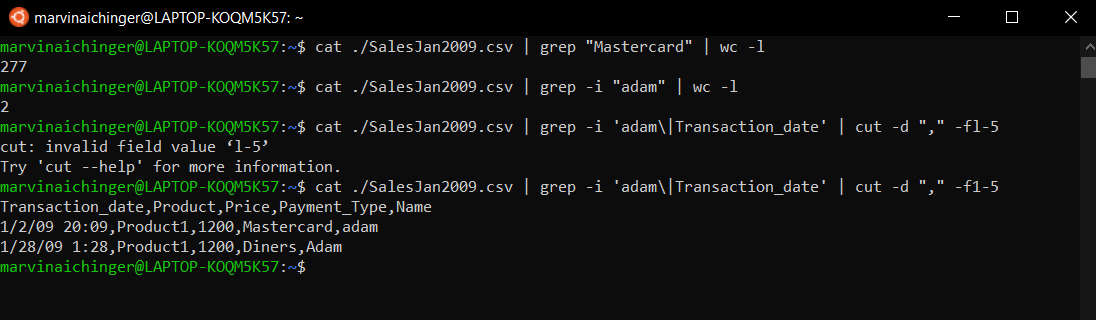 marvinaichinger@LAPTOP-KOQM5K57: ~
marvinaichinger@LAPTOP-KOQM5K57:~$ cat ./SalesJan2009.csv | grep "Mastercard" | wc -l
277
marvinaichinger@LAPTOP-KOQM5K57:~$ cat ./SalesJan2009.csv | grep -i "adam" | wc -l
2
marvinaichinger@LAPTOP-KOQM5K57:~$ cat ./SalesJan2009.csv | grep -i 'adam\|Transaction_date' | cut -d "," -fl-5
cut: invalid field value ‘l-5’
Try 'cut --help' for more information.
marvinaichinger@LAPTOP-KOQM5K57:~$ cat ./SalesJan2009.csv | grep -i 'adam\|Transaction_date' | cut -d "," -f1-5
Transaction_date,Product,Price,Payment_Type,Name
1/2/09 20:09,Product1,1200,Mastercard,adam
1/28/09 1:28,Product1,1200,Diners,Adam
marvinaichinger@LAPTOP-KOQM5K57:~$